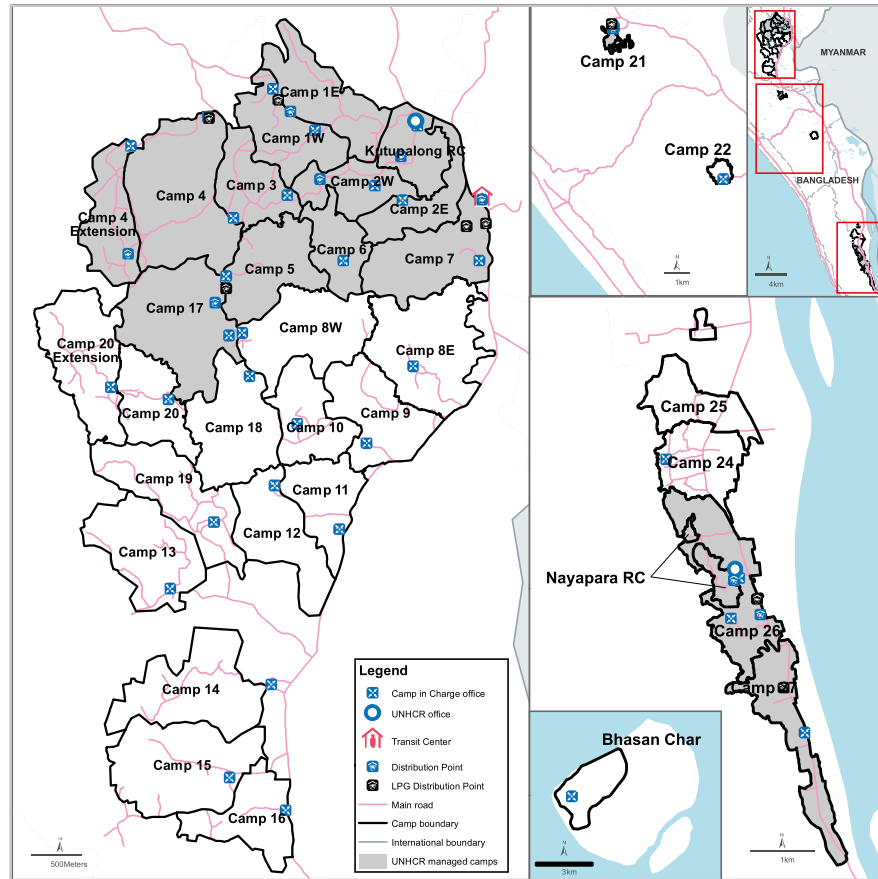 Camp 1E
Camp 1W
Kutupalong RC
Camp 4
Camp 3
Camp 2W
Camp 2E
Camp 4
Extension
Camp 6
Camp 7
Camp 5
Camp 17
Camp 8W
Camp 8E
Camp 20
Extension
Camp 20
Camp 18
Camp 10
Camp 9
Camp 19
Camp 11
Camp 12
Camp 13
Camp 14
Camp 15
Camp 16
N
500Meters
Legend
Camp in Charge office
UNHCR office
Transit Center
Distribution Point
LPG Distribution Point
Main road
Camp boundary
International boundary
UNHCR managed camps
Camp 21
Camp 22
N
1km
MYANMAR
BANGLADESH
N
4km
Camp 25
Camp 24
Nayapara RC
Camp 26
Camp 27
N
1km
Bhasan Char
N
3km